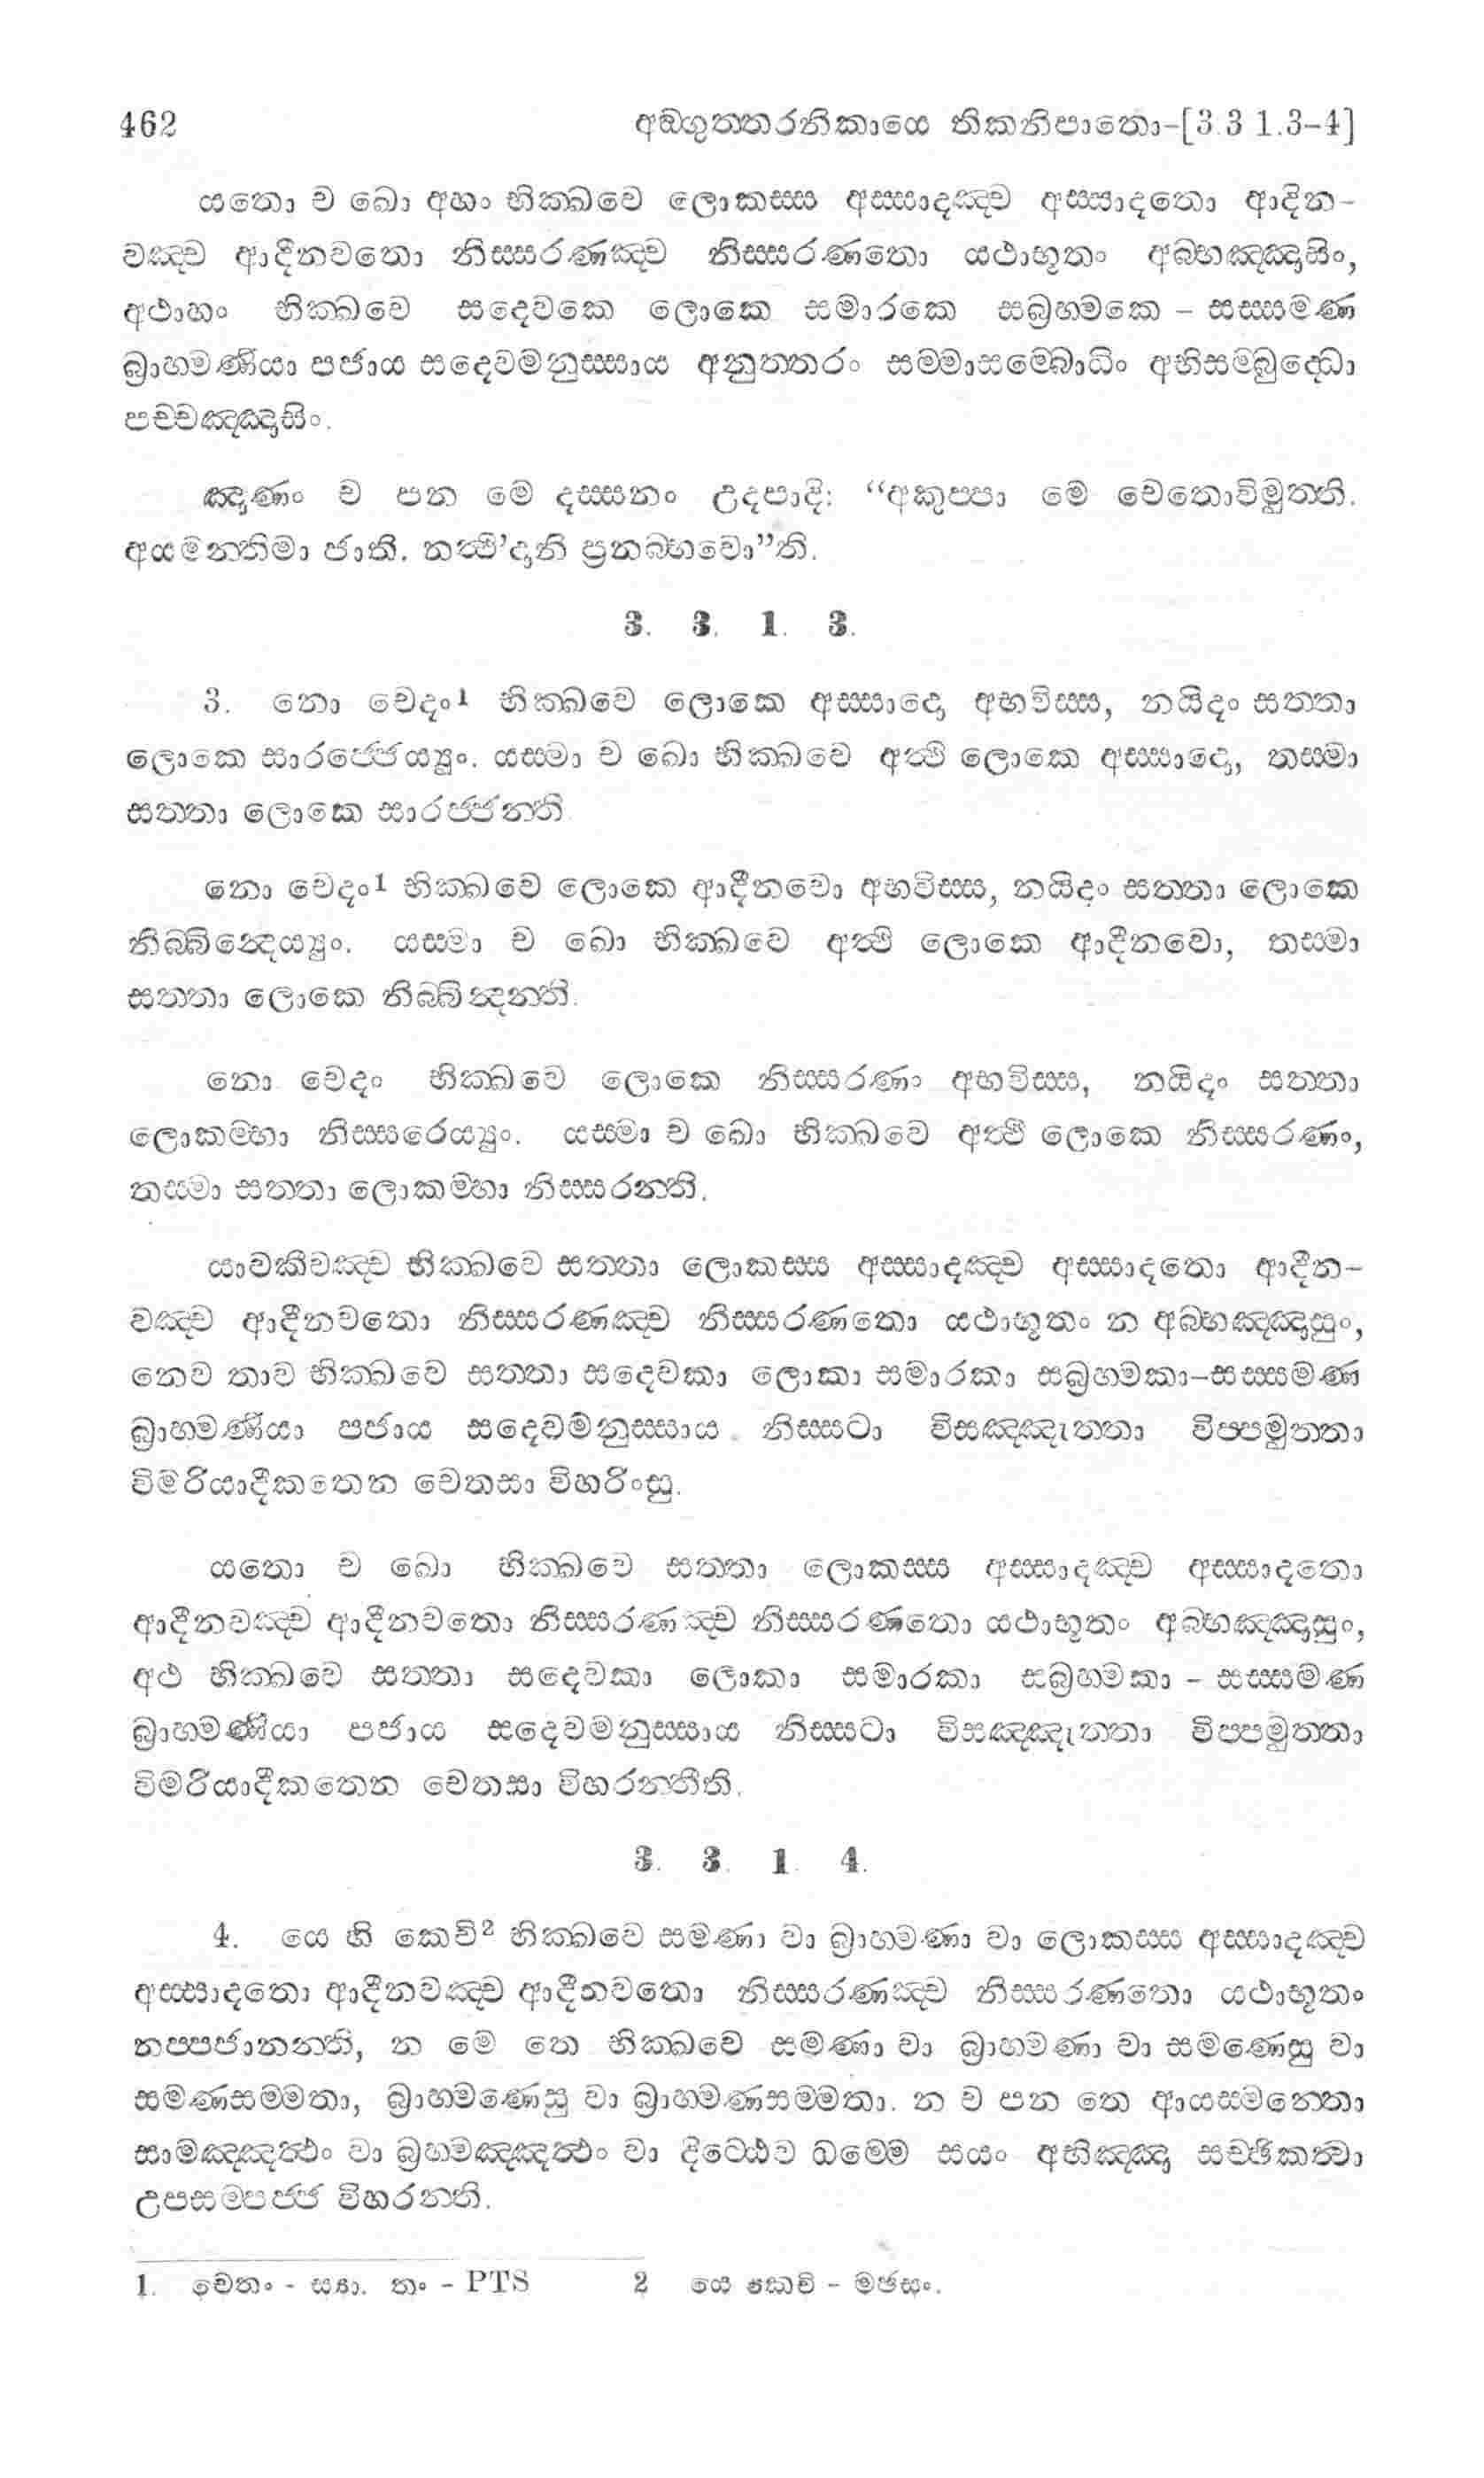 462 අඞ්ගුත්තරනිකායෙ තිකනිපාතො-[3.3 1.3-4]
යතො ච ඛො අහං භික්ඛවෙ ලොකස්ස අස්සාදඤ්ච අස්සාදතො ආදින-
වඤ්ච ආදීනවතො නිස්සරණඤ්ච නිස්සරණතො යථාභූතං අබ්භඤ්ඤාසිං,
අථාහං භික්ඛවෙ සදෙවකෙ ලොකෙ සමාරකෙ සබ්‍රහ්මකෙ - සස්සමණ
බ්‍රාහ්මණියා පජාය සදෙවමනුස්සාය අනුත්තරං සම්මාසම්බොධිං අභිසම්බුද්ධො
පච්චඤ්ඤාසිං.
ඤාණං ච පන මෙ දස්සනං උදපාදි: “අකුප්පා මෙ චෙතොවිමුත්ති.
අයමන්තිමා ජාති. නත්ථි’දානි පුනබ්භවො”ති.
3. 3. 1. 3.
3. නො චෙදං¹ භික්ඛවෙ ලොකෙ අස්සාදො අභවිස්ස, නයිදං සත්තා
ලොකෙ සාරජ්ජෙය්‍යුං. යස්මා ච ඛො භික්ඛවෙ අත්ථි ලොකෙ අස්සාදො, තස්මා
සත්තා ලොකෙ සාරජ්ජන්ති
නො චෙදං¹ භික්ඛවෙ ලොකෙ ආදීනවො අභවිස්ස, නයිදං සත්තා ලොකෙ
නිබ්බින්දෙය්‍යුං. යස්මා ච ඛො භික්ඛවෙ අත්ථි ලොකෙ ආදීනවො, තස්මා
සත්තා ලොකෙ නිබ්බින්දන්ති.
නො චෙදං භික්ඛවෙ ලොකෙ නිස්සරණං අභවිස්ස, නයිදං සත්තා
ලොකම්හා නිස්සරෙය්‍යුං. යස්මා ච ඛො භික්ඛවෙ අත්ථි ලොකෙ නිස්සරණං,
තස්මා සත්තා ලොකම්හා නිස්සරන්ති.
යාවකීවඤ්ච භික්ඛවෙ සත්තා ලොකස්ස අස්සාදඤ්ච අස්සාදතො ආදීන-
වඤ්ච ආදීනවතො නිස්සරණඤ්ච නිස්සරණතො යථාභූතං න අබ්භඤ්ඤාසුං,
නෙව තාව භික්ඛවෙ සත්තා සදෙවකා ලොකා සමාරකා සබ්‍රහ්මකා-සස්සමණ
බ්‍රාහ්මණියා පජාය සදෙවමනුස්සාය නිස්සටා විසඤ්ඤුත්තා විප්පමුත්තා
විමරියාදීකතෙන චෙතසා විහරිංසු.
යතො ච ඛො භික්ඛවෙ සත්තා ලොකස්ස අස්සාදඤ්ච අස්සාදතො
ආදීනවඤ්ච ආදීනවතො නිස්සරණඤ්ච නිස්සරණතො යථාභූතං අබ්භඤ්ඤාසුං,
අථ භික්ඛවෙ සත්තා සදෙවකා ලොකා සමාරකා සබ්‍රහ්මකා - සස්සමණ
බ්‍රාහ්මණියා පජාය සදෙවමනුස්සාය නිස්සටා විසඤ්ඤුත්තා විප්පමුත්තා
විමරියාදීකතෙන චෙතසා විහරන්තීති.
3. 3. 1. 4.
4. යෙ හි කෙචි² භික්ඛවෙ සමණා වා බ්‍රාහ්මණා වා ලොකස්ස අස්සාදඤ්ච
අස්සාදතො ආදීනවඤ්ච ආදීනවතො නිස්සරණඤ්ච නිස්සරණතො යථාභූතං
නප්පජානන්ති, න මෙ තෙ භික්ඛවෙ සමණා වා බ්‍රාහ්මණා වා සමණෙසු වා
සමණසම්මතා, බ්‍රාහ්මණෙසු වා බ්‍රාහ්මණසම්මතා. න ච පන තෙ ආයස්මන්තො
සාමඤ්ඤත්ථං වා බ්‍රහ්මඤ්ඤත්ථං වා දිට්ඨෙව ධම්මෙ සයං අභිඤ්ඤා සච්ඡිකත්වා
උපසම්පජ්ජ විහරන්ති.
1. චෙතං - ස්‍යා. තං - PTS 2 යෙ කෙචි - මජසං.